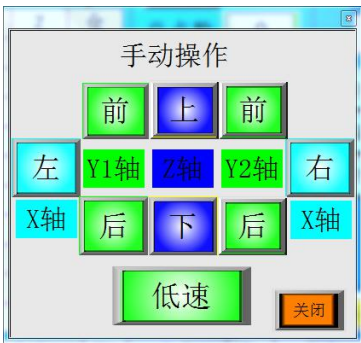 手动操作
前 上 前
左 Y1轴 Z轴 Y2轴 右
X轴 后 下 后 X轴
低速
关闭